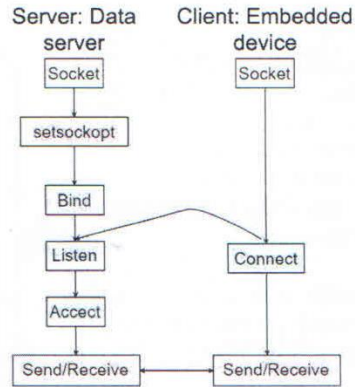 Server: Data
server
Client: Embedded
device
Socket
Socket
setsockopt
Bind
Listen
Connect
Accect
Send/Receive
Send/Receive